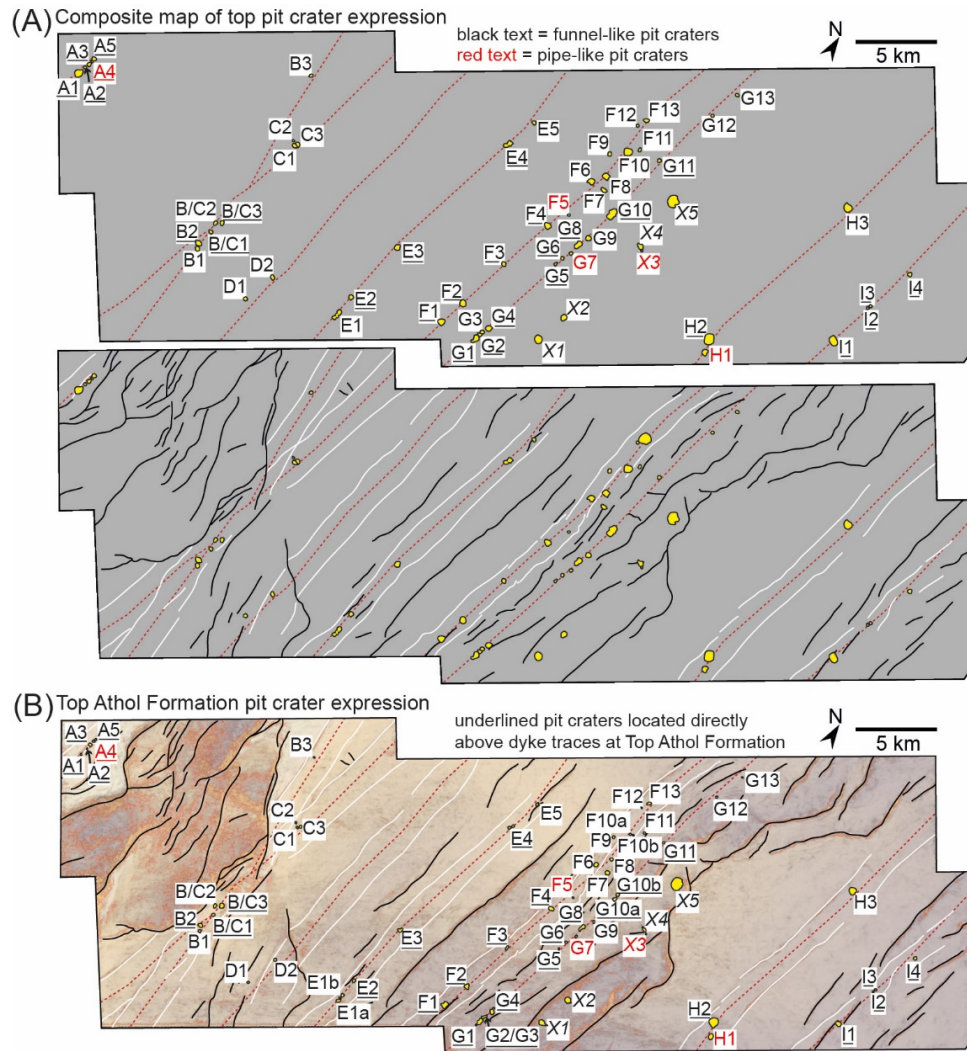 (A) Composite map of top pit crater expression
black text = funnel-like pit craters
red text = pipe-like pit craters
N
5 km
A3 A5
A4
A1
A2
B3
C2
C3
C1
E5
E4
F12 F13
G13
G12
F9
F11
F10
G11
F6
F8
F7
F5
F4
G10
X5
G8
X4
G9
G6
G7
X3
G5
B/C2 B/C3
B2
B/C1
B1
D2
D1
E3
E2
E1
F3
F2
F1
G3 G4
G1 G2
X2
X1
H3
H2
H1
I4
I3
I2
I1
(B) Top Athol Formation pit crater expression
underlined pit craters located directly
above dyke traces at Top Athol Formation
N
5 km
A3 A5
A4
A1
A2
B3
C2
C3
C1
E5
E4
F12 F13
G13
G12
F10a
F11
F9
F10b
G11
F6
F8
F5
F7
G10b
F4
G10a
X5
G8
X4
G6
G9
G7
X3
G5
B/C2
B/C3
B2
B/C1
B1
D1
D2
E3
E1b
E2
E1a
F3
F2
F1
G4
G1
G2/G3
X2
X1
H3
H2
H1
I4
I3
I2
I1